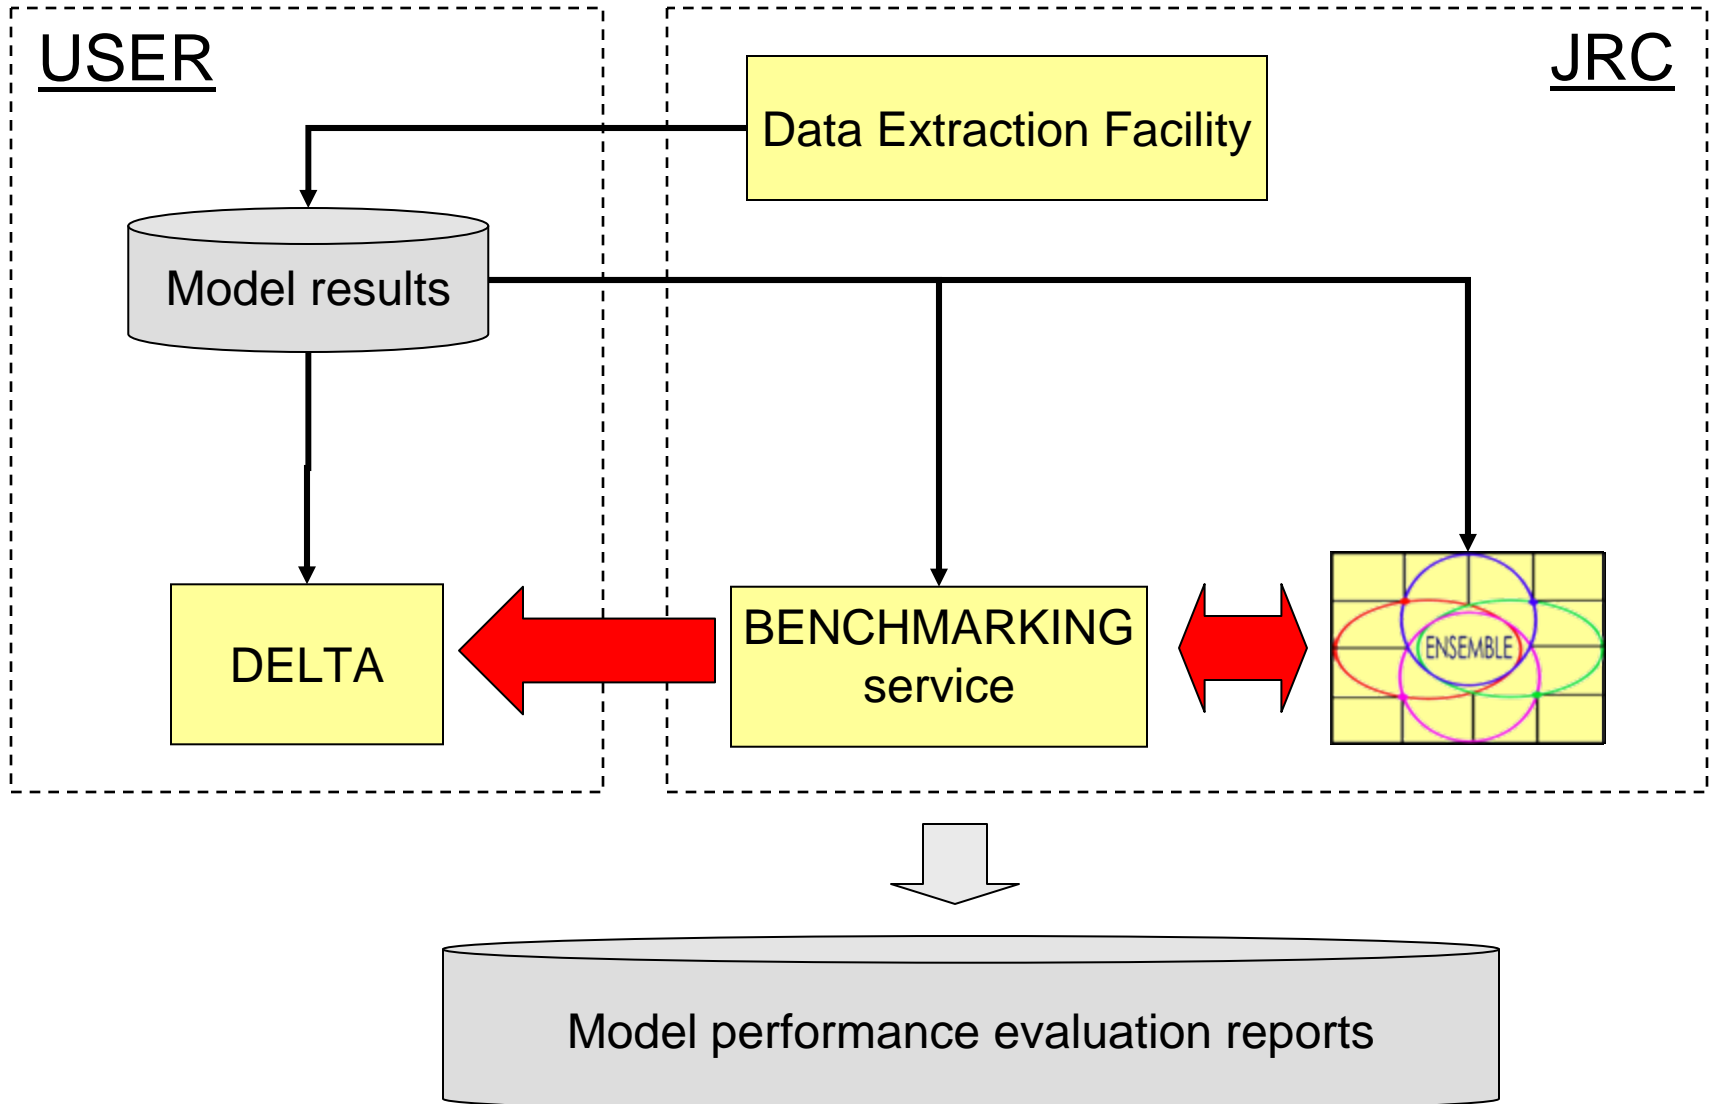 USER
JRC
Data Extraction Facility
Model results
DELTA
BENCHMARKING
service
ENSEMBLE
Model performance evaluation reports